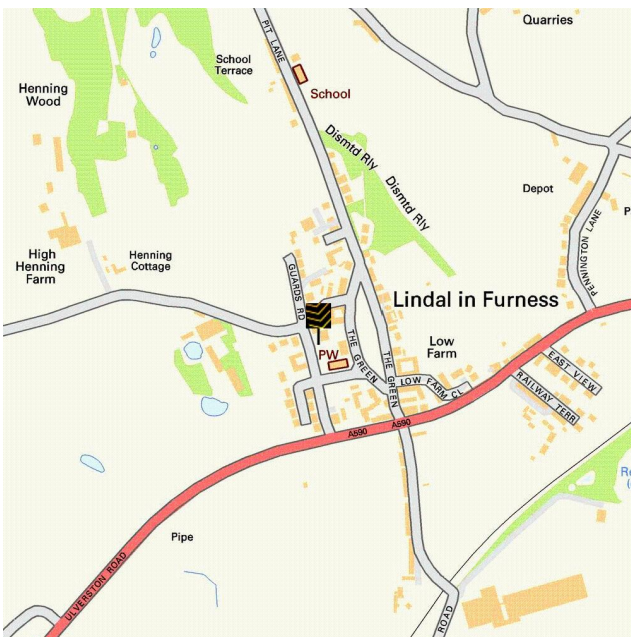 Quarries
PIT LANE
School
Terrace
School
Henning
Wood
Dismtd Rly
Dismtd Rly
Depot
P
PENNINGTON LANE
High
Henning
Farm
Henning
Cottage
GUARDS RD
Lindal in Furness
THE GREEN
THE GREEN
Low
Farm
PW
LOW FARM
EAST VIEW
RAILWAY TERR
A590
A590
Re
Pipe
ULVERSTON ROAD
ROAD